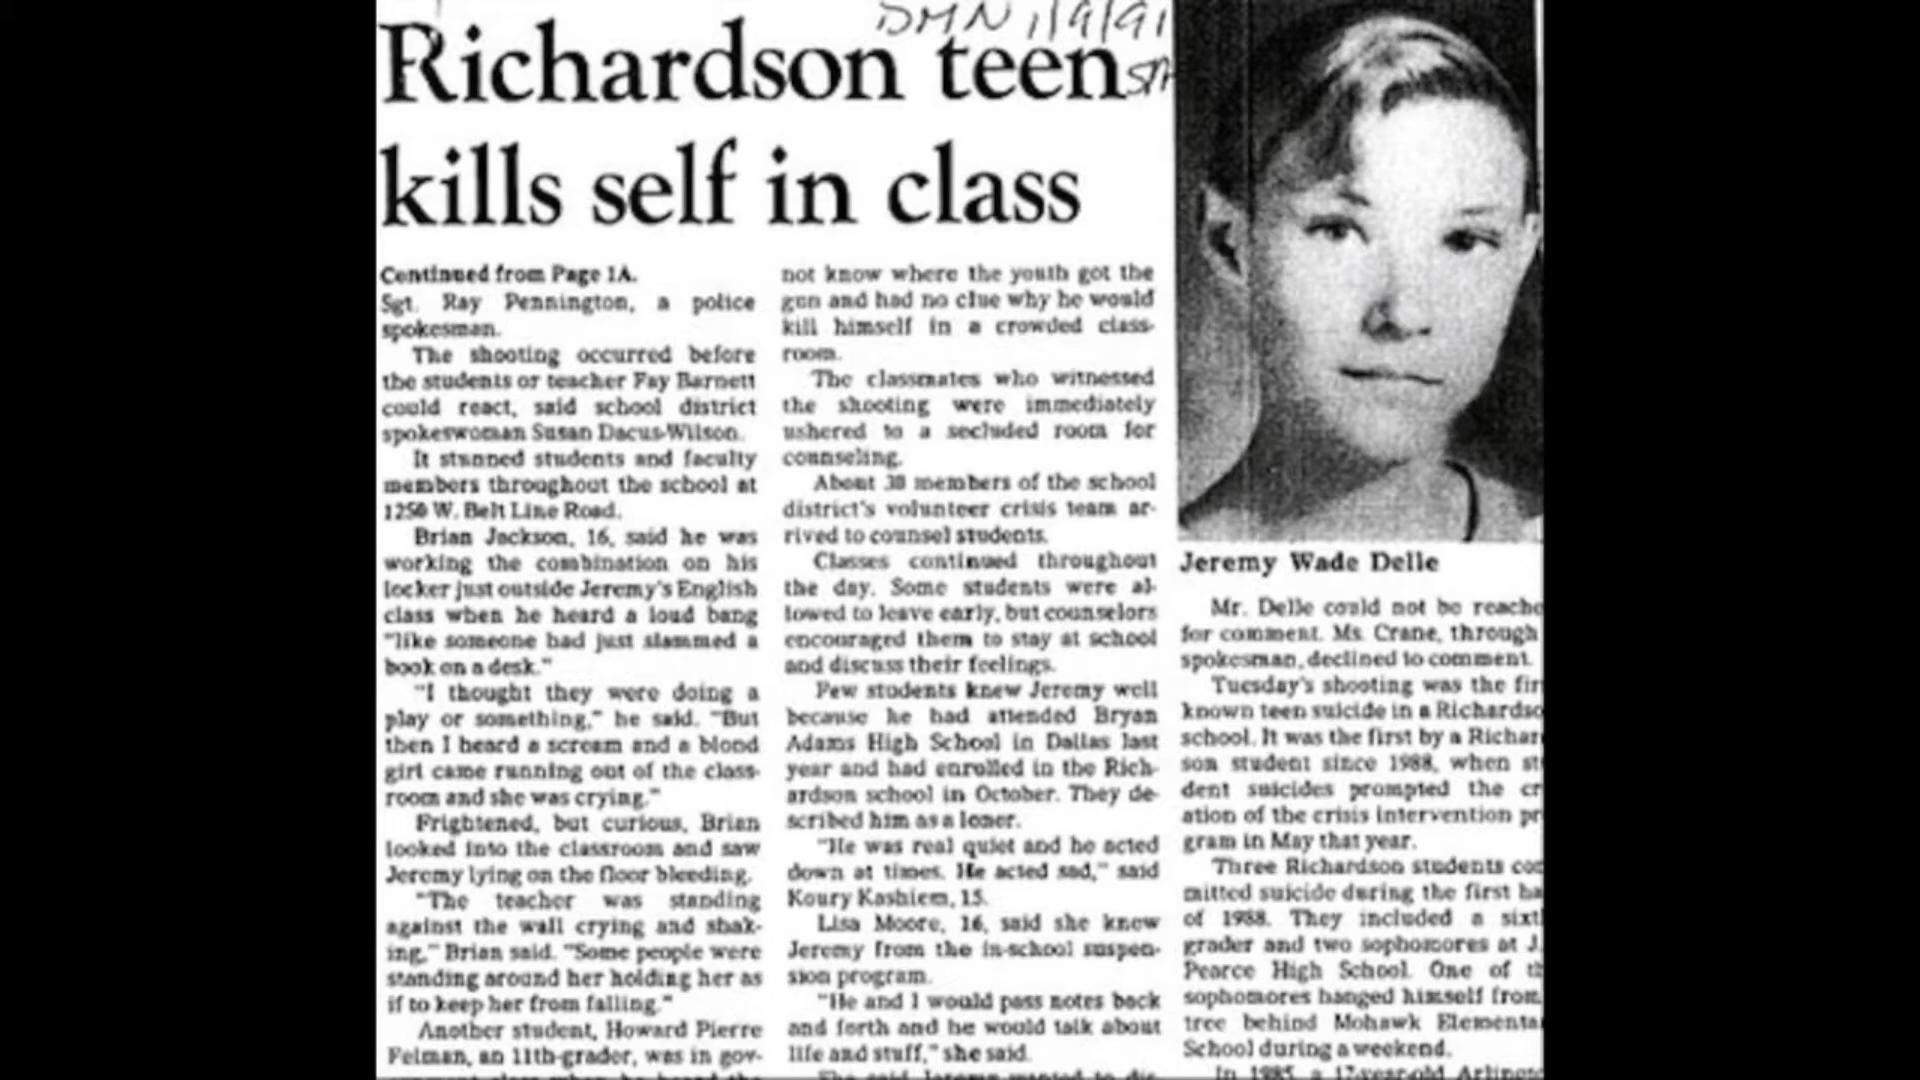 DMN 1/9/91
Richardson teen
kills self in class
Continued from Page 1A.
Sgt. Ray Pennington, a police
spokesman.
The shooting occurred before
the students or teacher Fay Barnett
could react, said school district
spokeswoman Susan Dacus-Wilson.
It stunned students and faculty
members throughout the school at
1250 W. Belt Line Road.
Brian Jackson, 16, said he was
working the combination on his
locker just outside Jeremy's English
class when he heard a loud bang
"like someone had just slammed a
book on a desk."
"I thought they were doing a
play or something," he said. "But
then I heard a scream and a blond
girl came running out of the class-
room and she was crying."
Frightened, but curious, Brian
looked into the classroom and saw
Jeremy lying on the floor bleeding.
"The teacher was standing
against the wall crying and shak-
ing," Brian said. "Some people were
standing around her holding her as
if to keep her from falling."
Another student, Howard Pierre
Felman, an 11th-grader, was in gov-
not know where the youth got the
gun and had no clue why he would
kill himself in a crowded class-
room.
The classmates who witnessed
the shooting were immediately
ushered to a secluded room for
counseling.
About 30 members of the school
district's volunteer crisis team ar-
rived to counsel students.
Classes continued throughout
the day. Some students were al-
lowed to leave early, but counselors
encouraged them to stay at school
and discuss their feelings.
Few students knew Jeremy well
because he had attended Bryan
Adams High School in Dallas last
year and had enrolled in the Rich-
ardson school in October. They de-
scribed him as a loner.
"He was real quiet and he acted
down at times. He acted sad," said
Koury Kashiem, 15.
Lisa Moore, 16, said she knew
Jeremy from the in-school suspen-
sion program.
"He and I would pass notes back
and forth and he would talk about
life and stuff," she said.
Jeremy Wade Delle
Mr. Delle could not be reache
for comment. Ms. Crane, through
spokesman, declined to comment.
Tuesday's shooting was the fir
known teen suicide in a Richardso
school. It was the first by a Richar
son student since 1988, when st
dent suicides prompted the cr
ation of the crisis intervention pr
gram in May that year.
Three Richardson students co
mitted suicide during the first ha
of 1988. They included a sixt
grader and two sophomores at J.
Pearce High School. One of t
sophomores hanged himself from
tree behind Mohawk Elementa
School during a weekend.
In 1985, a 17-year-old Arlingt